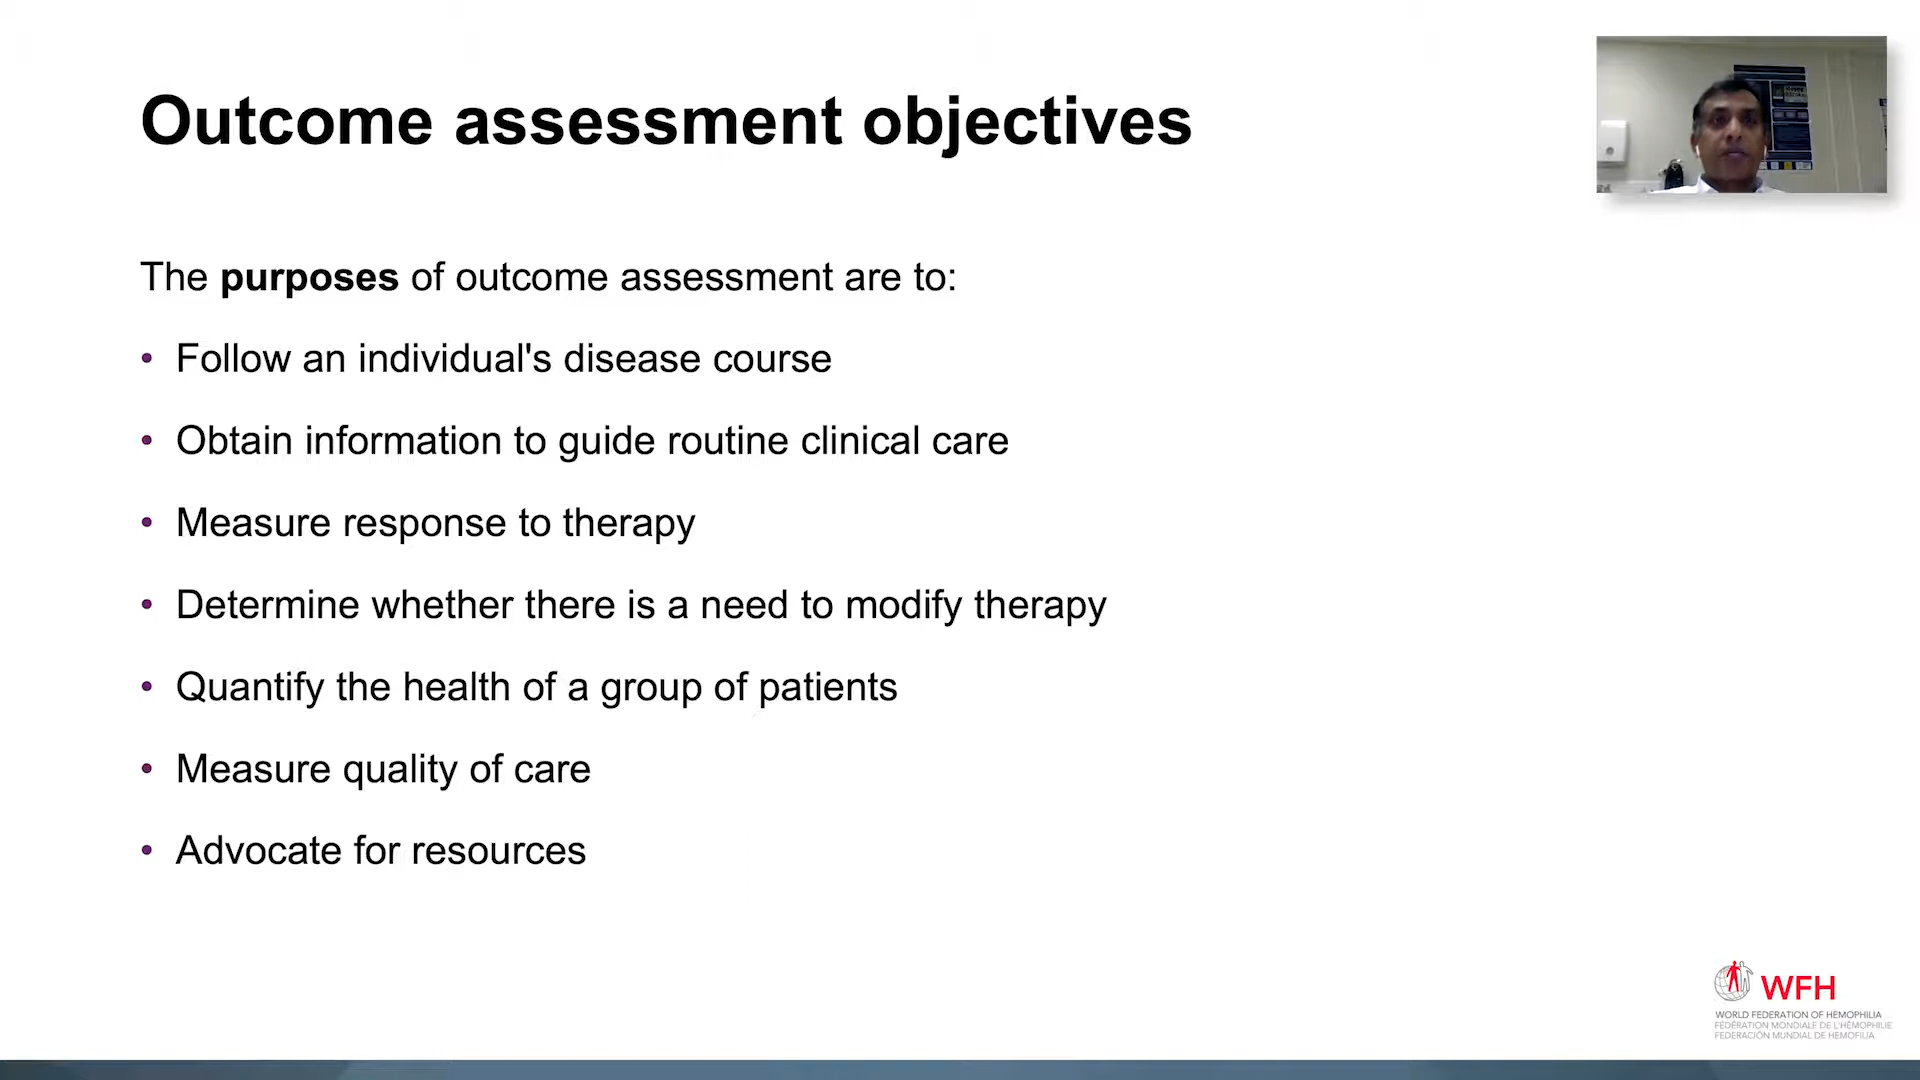 Outcome assessment objectives
The purposes of outcome assessment are to:
• Follow an individual's disease course
• Obtain information to guide routine clinical care
• Measure response to therapy
• Determine whether there is a need to modify therapy
• Quantify the health of a group of patients
• Measure quality of care
• Advocate for resources
WFH
WORLD FEDERATION OF HEMOPHILIA
FÉDÉRATION MONDIALE DE L'HÉMOPHILIE
FEDERACIÓN MUNDIAL DE HEMOFILIA